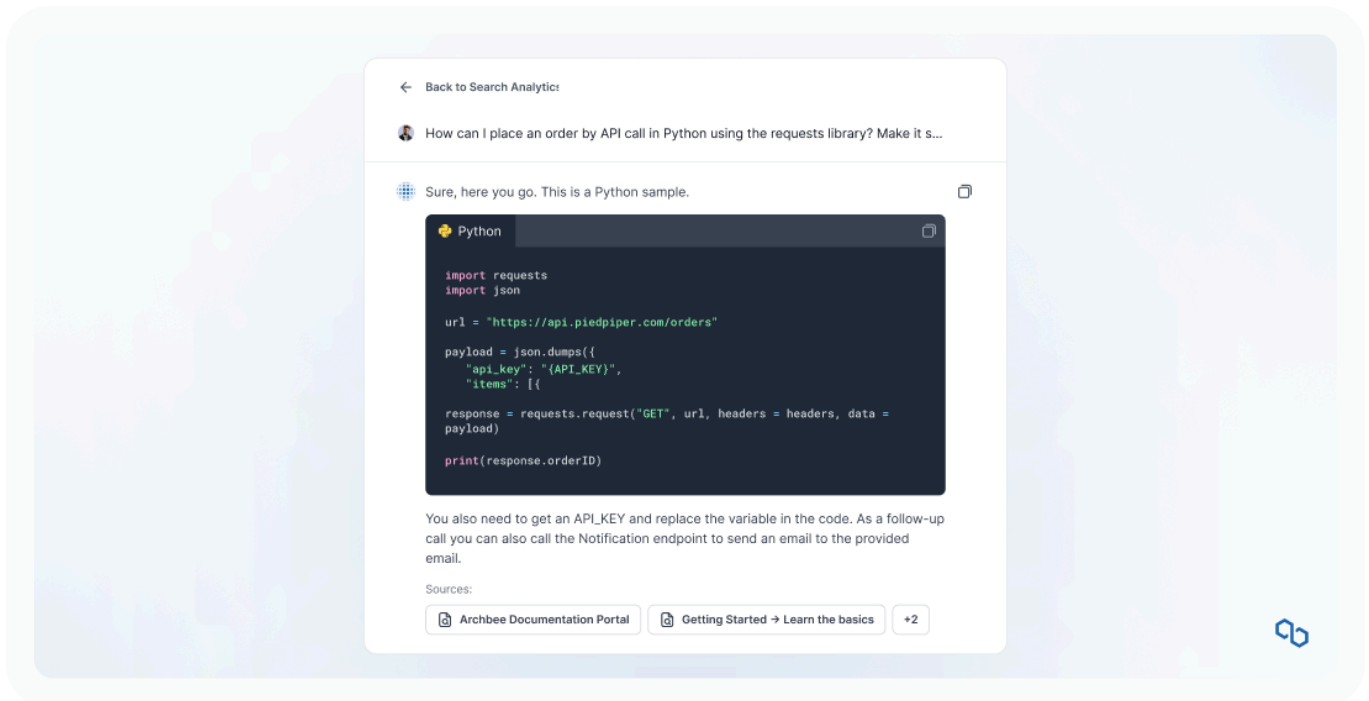 Back to Search Analytics
How can I place an order by API call in Python using the requests library? Make it s...
Sure, here you go. This is a Python sample.
Python
import requests
import json
url = "https://api.piedpiper.com/orders"
payload = json.dumps({
"api_key": "{API_KEY}",
"items": [{
response = requests.request("GET", url, headers = headers, data =
payload)
print(response.orderID)
You also need to get an API_KEY and replace the variable in the code. As a follow-up
call you can also call the Notification endpoint to send an email to the provided
email.
Sources:
Archbee Documentation Portal
Getting Started → Learn the basics
+2